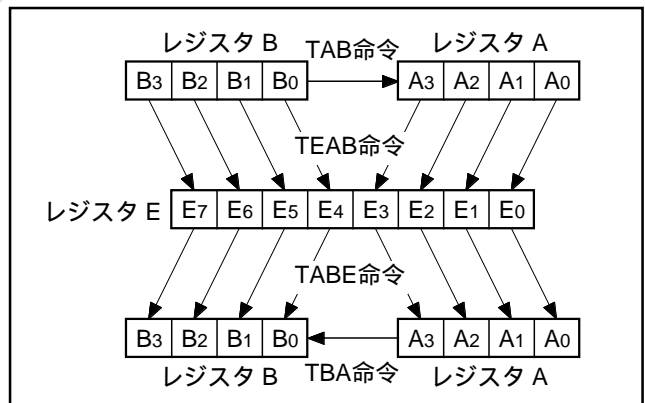 レジスタ B TAB命令 レジスタ A
B3 B2 B1 B0 A3 A2 A1 A0
TEAB命令
レジスタ E E7 E6 E5 E4 E3 E2 E1 E0
TABE命令
B3 B2 B1 B0 A3 A2 A1 A0
レジスタ B TBA命令 レジスタ A